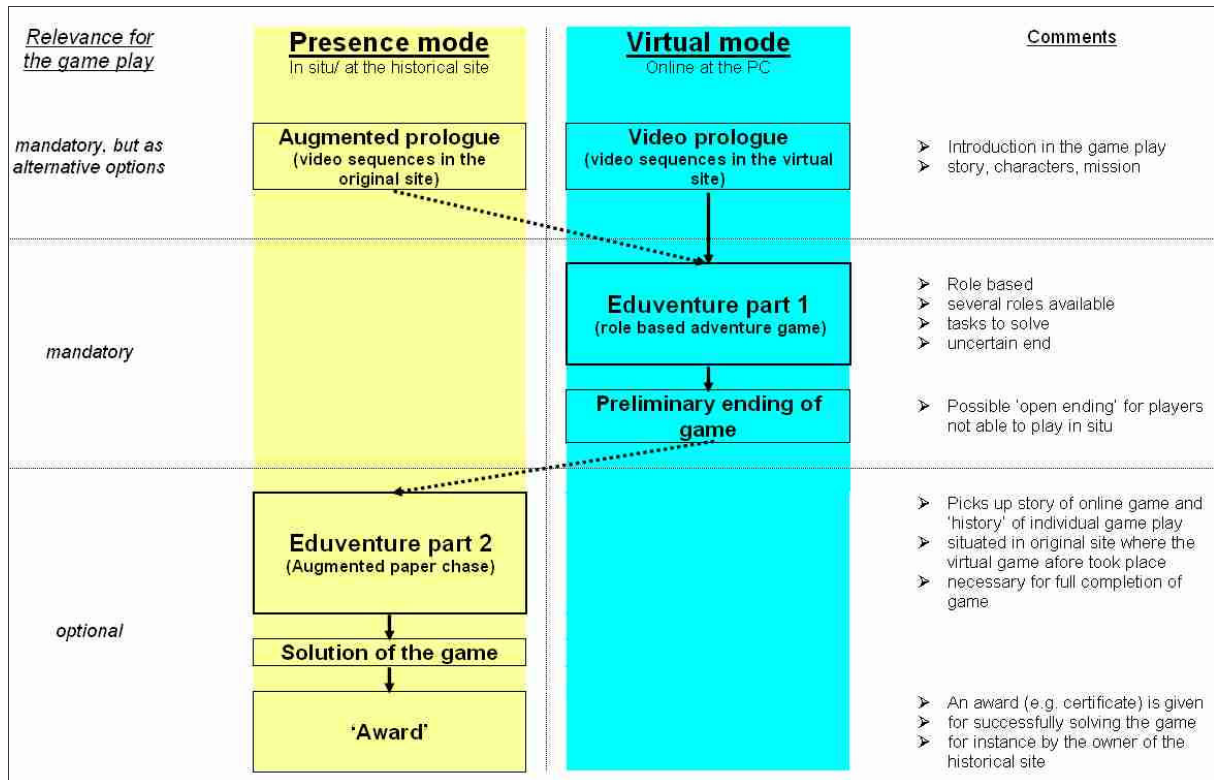 Relevance for
the game play
Presence mode
In situ/ at the historical site
Virtual mode
Online at the PC
Comments
mandatory, but as
alternative options
Augmented prologue
(video sequences in the
original site)
Video prologue
(video sequences in the virtual
site)
➢ Introduction in the game play
➢ story, characters, mission
mandatory
Eduventure part 1
(role based adventure game)
➢ Role based
➢ several roles available
➢ tasks to solve
➢ uncertain end
Preliminary ending of
game
➢ Possible 'open ending' for players
not able to play in situ
optional
Eduventure part 2
(Augmented paper chase)
➢ Picks up story of online game and
'history' of individual game play
➢ situated in original site where the
virtual game afore took place
➢ necessary for full completion of
game
Solution of the game
'Award'
➢ An award (e.g. certificate) is given
➢ for successfully solving the game
➢ for instance by the owner of the
historical site